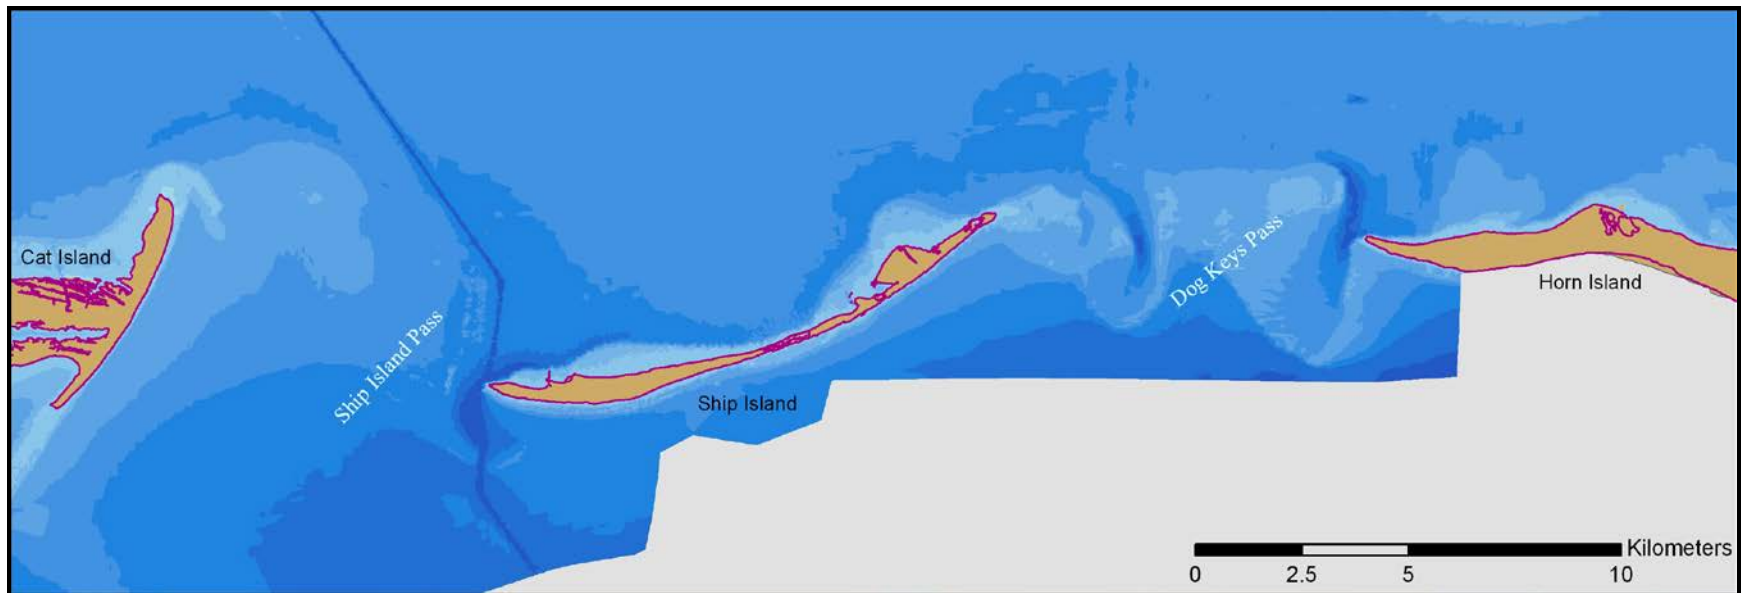 Cat Island
Ship Island Pass
Ship Island
Dog Keys Pass
Horn Island
Kilometers
0 2.5 5 10